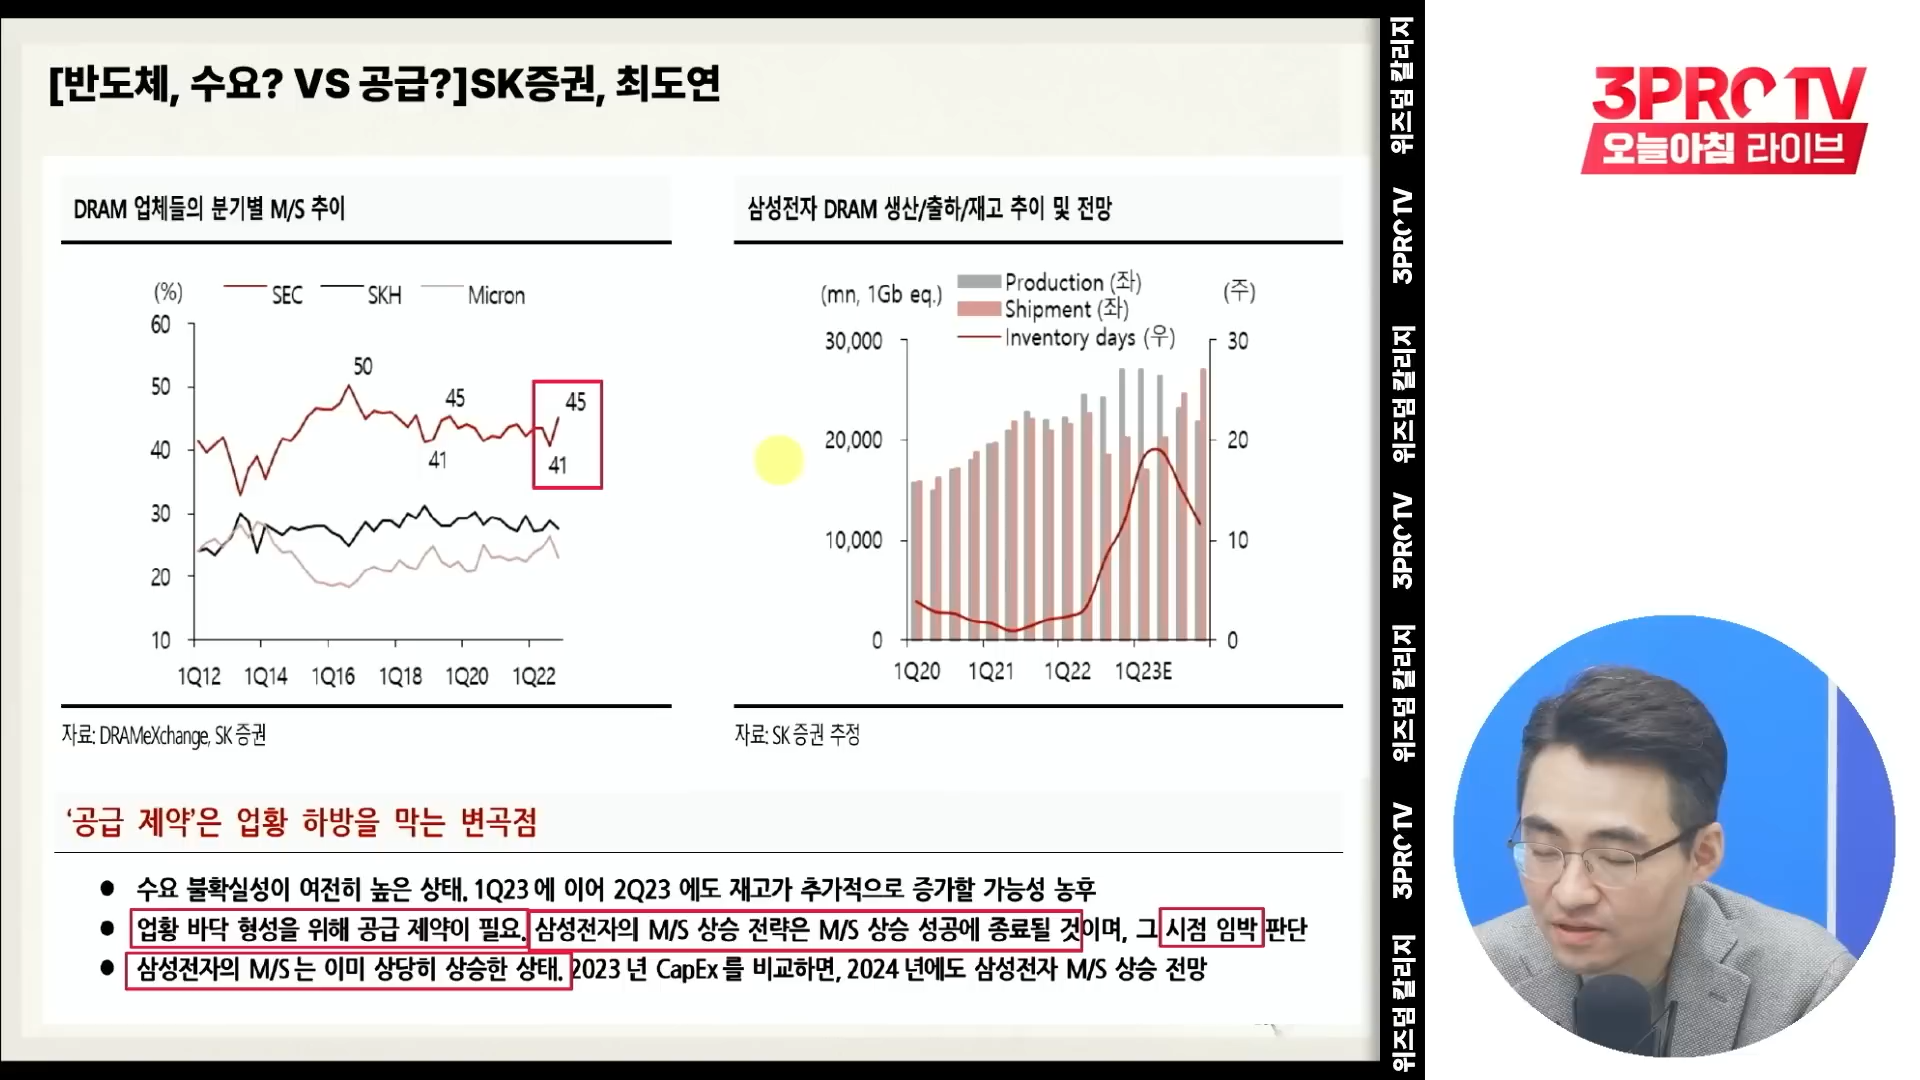 [반도체, 수요? VS 공급?]SK증권, 최도연
DRAM 업체들의 분기별 M/S 추이
(%)
SEC
SKH
Micron
60
50
40
30
20
10
50
45
41
45
41
1Q12
1Q14
1Q16
1Q18
1Q20
1Q22
자료: DRAMeXchange, SK 증권
삼성전자 DRAM 생산/출하/재고 추이 및 전망
(mn, 1Gb eq.)
Production (좌)
Shipment (좌)
Inventory days (우)
(주)
30,000
20,000
10,000
0
30
20
10
0
1Q20
1Q21
1Q22
1Q23E
자료: SK 증권 추정
‘공급 제약’은 업황 하방을 막는 변곡점
● 수요 불확실성이 여전히 높은 상태. 1Q23 에 이어 2Q23 에도 재고가 추가적으로 증가할 가능성 농후
● 업황 바닥 형성을 위해 공급 제약이 필요. 삼성전자의 M/S 상승 전략은 M/S 상승 성공에 종료될 것이며, 그 시점 임박 판단
● 삼성전자의 M/S 는 이미 상당히 상승한 상태. 2023 년 CapEx 를 비교하면, 2024 년에도 삼성전자 M/S 상승 전망
위즈덤 칼리지
3PROTV
위즈덤 칼리지
3PROTV
위즈덤 칼리지
3PROTV
위즈덤 칼리지
3PROTV
오늘아침 라이브